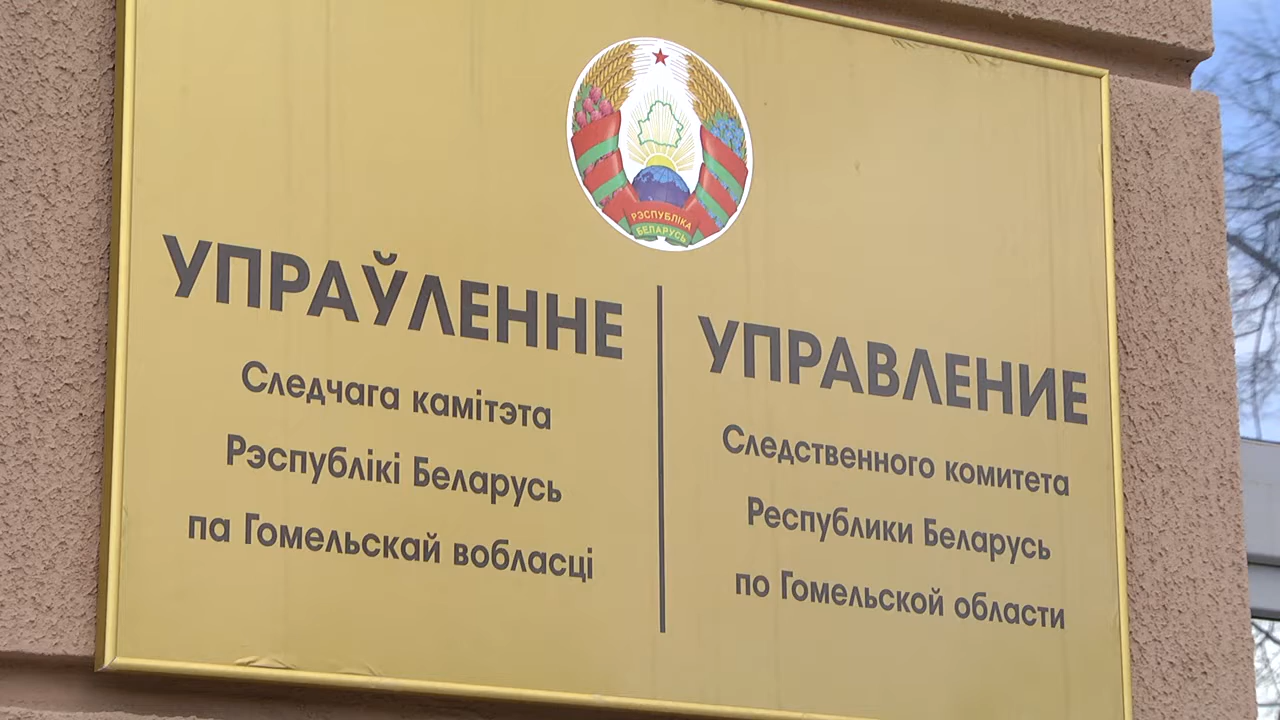 РЭСПУБЛІКА
БЕЛАРУСЬ
УПРАЎЛЕННЕ
Следчага камітэта
Рэспублікі Беларусь
па Гомельскай вобласці
УПРАВЛЕНИЕ
Следственного комитета
Республики Беларусь
по Гомельской области